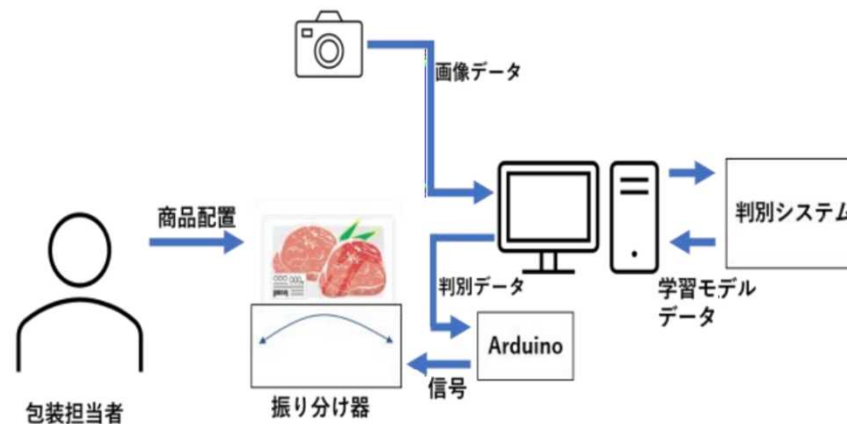 画像データ
商品配置
判別システム
判別データ
学習モデル
データ
Arduino
信号
振り分け器
包装担当者